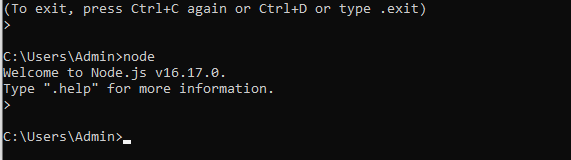 (To exit, press Ctrl+C again or Ctrl+D or type .exit)
>
C:\Users\Admin>node
Welcome to Node.js v16.17.0.
Type ".help" for more information.
>
C:\Users\Admin>